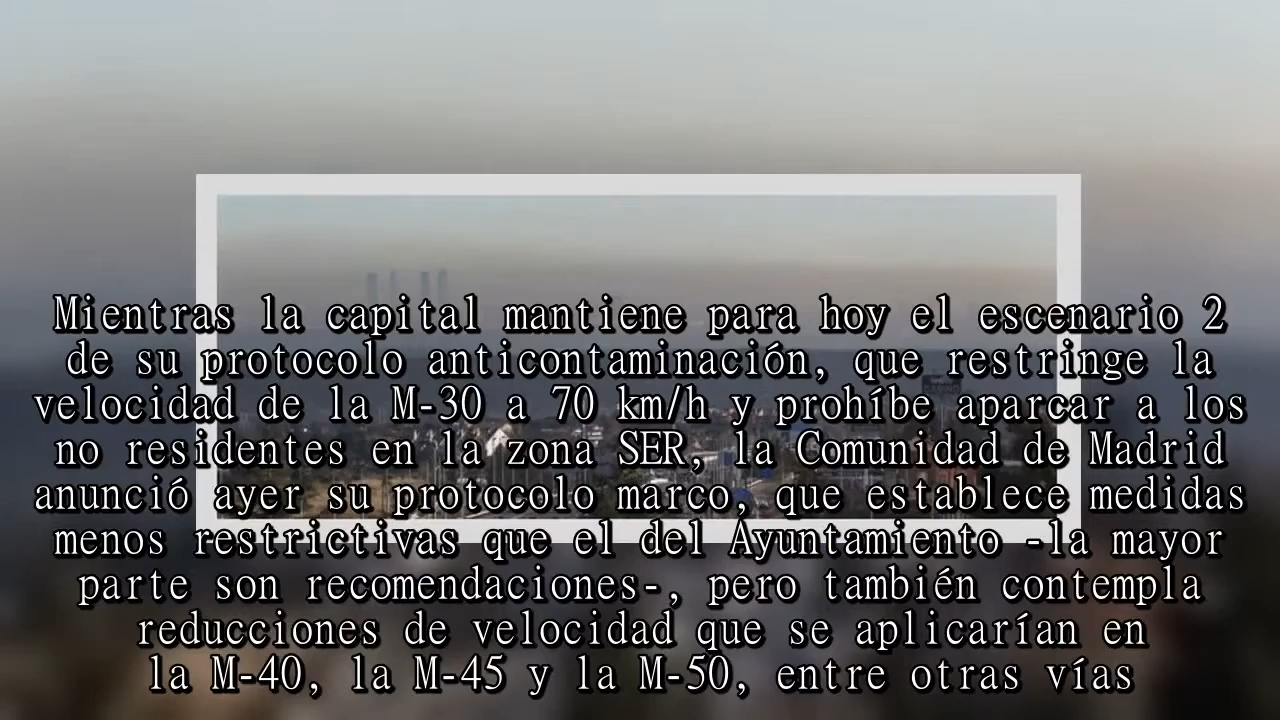 Mientras la capital mantiene para hoy el escenario 2
de su protocolo anticontaminación, que restringe la
velocidad de la M-30 a 70 km/h y prohíbe aparcar a los
no residentes en la zona SER, la Comunidad de Madrid
anunció ayer su protocolo marco, que establece medidas
menos restrictivas que el del Ayuntamiento -la mayor
parte son recomendaciones-, pero también contempla
reducciones de velocidad que se aplicarían en
la M-40, la M-45 y la M-50, entre otras vías